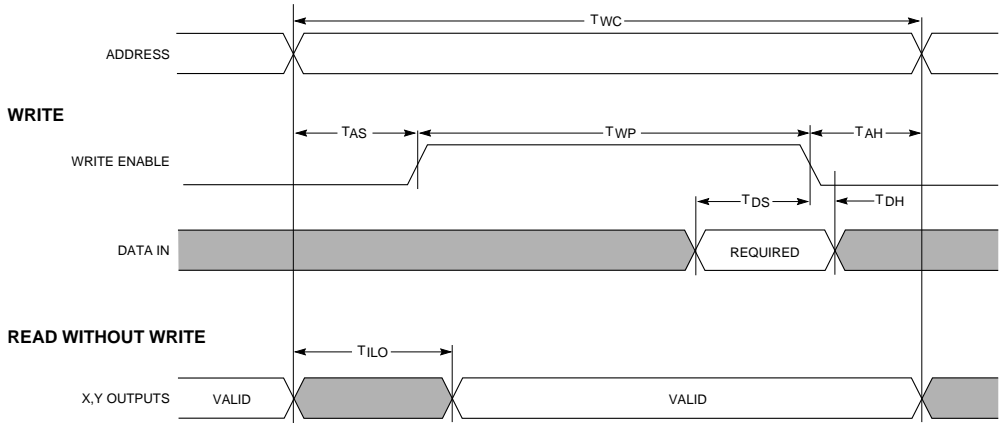 TWC
ADDRESS
WRITE
TAS
TWP
TAH
WRITE ENABLE
TDS
TDH
DATA IN
REQUIRED
READ WITHOUT WRITE
TILO
X,Y OUTPUTS
VALID
VALID